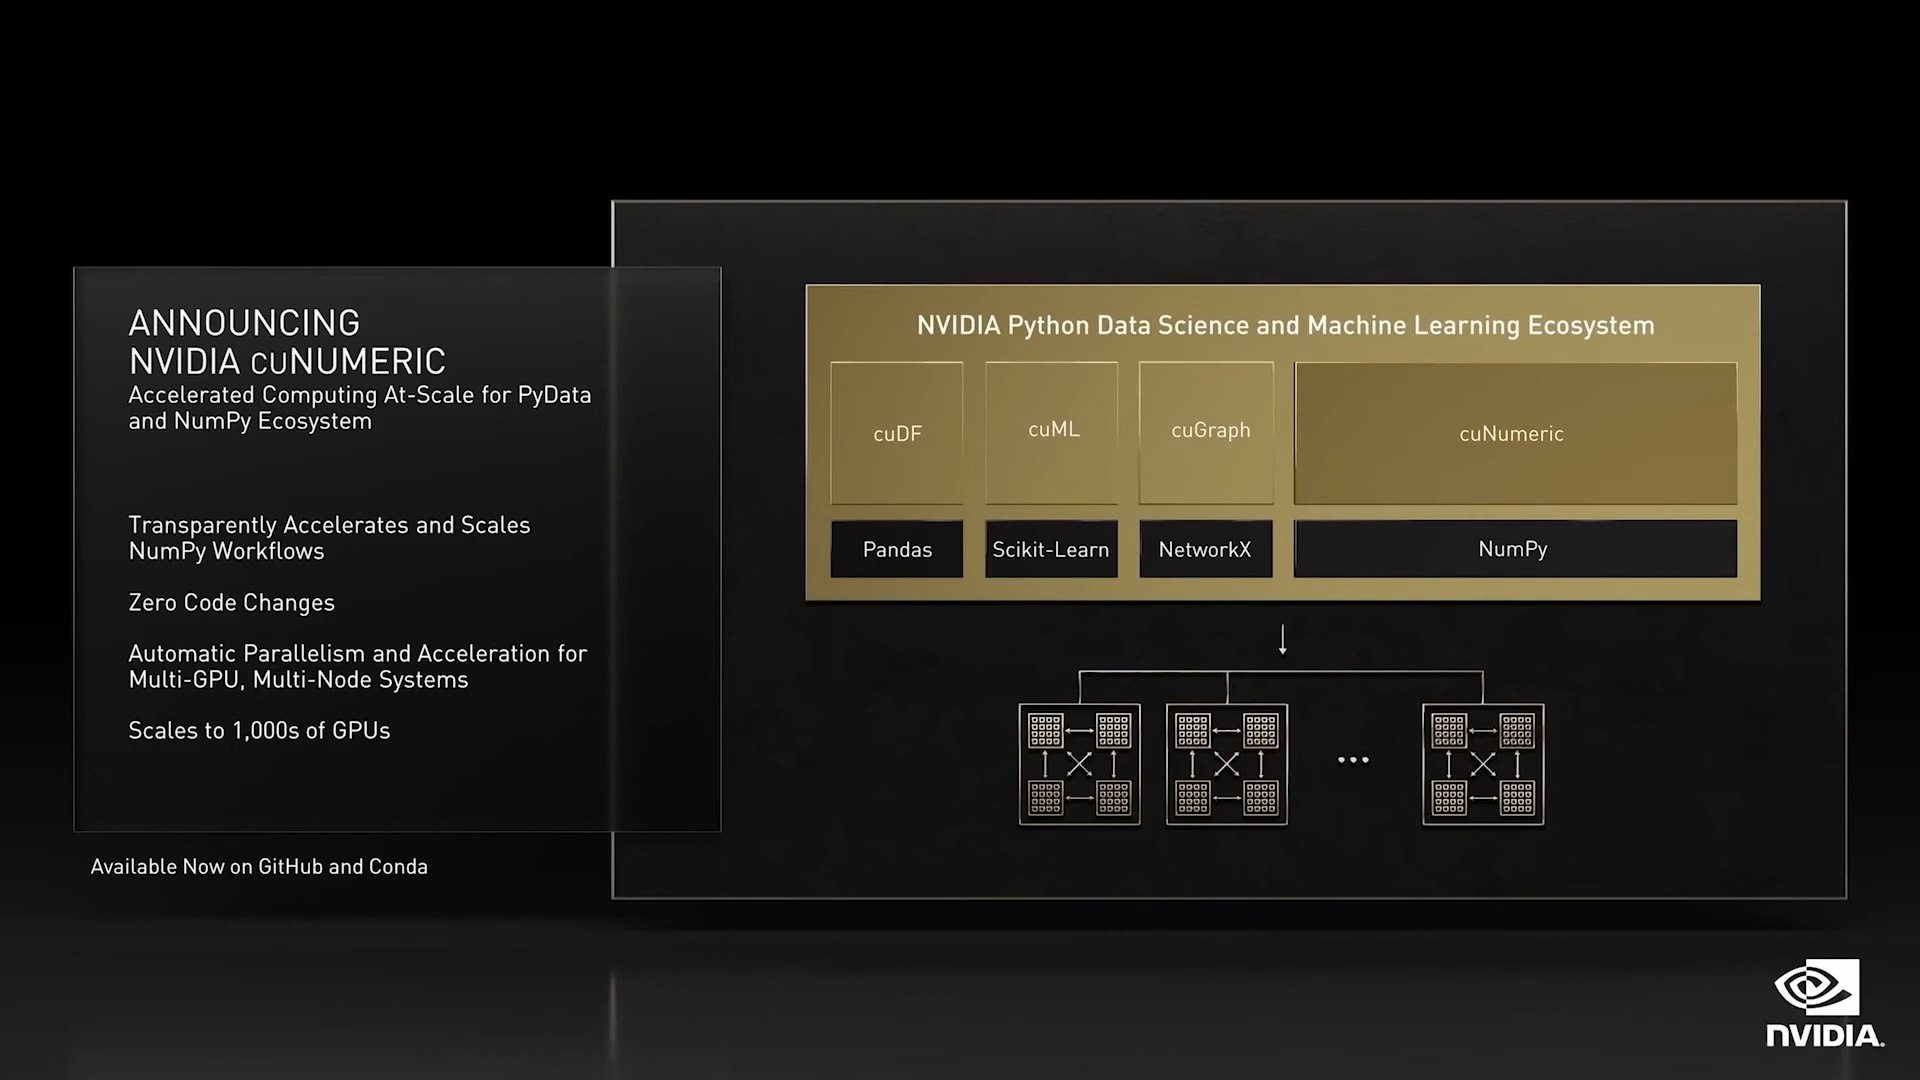 ANNOUNCING
NVIDIA CUNUMERIC
Accelerated Computing At-Scale for PyData
and NumPy Ecosystem
Transparently Accelerates and Scales
NumPy Workflows
Zero Code Changes
Automatic Parallelism and Acceleration for
Multi-GPU, Multi-Node Systems
Scales to 1,000s of GPUs
Available Now on GitHub and Conda
NVIDIA Python Data Science and Machine Learning Ecosystem
cuDF
cuML
cuGraph
cuNumeric
Pandas
Scikit-Learn
NetworkX
NumPy
...
NVIDIA.